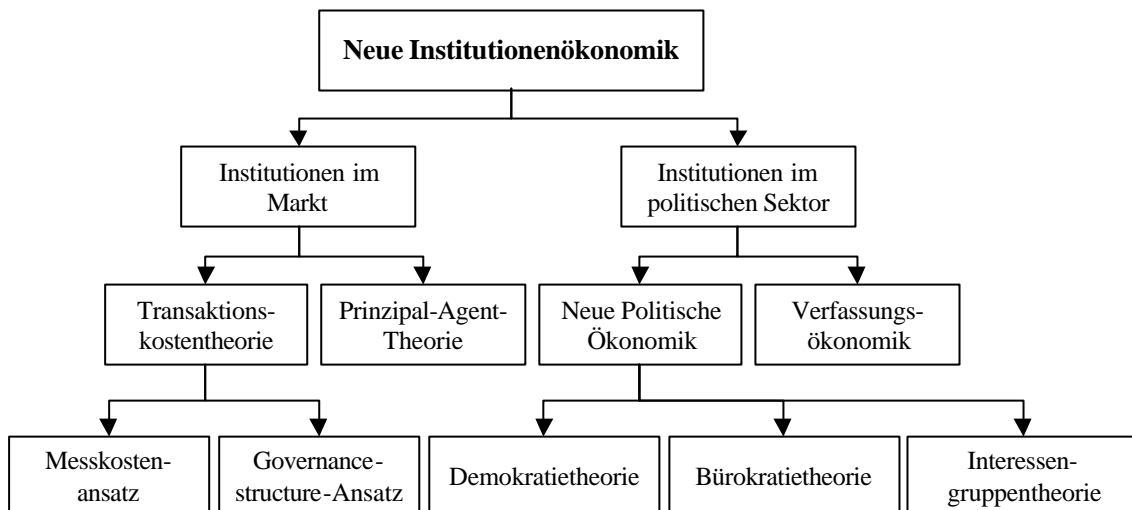 Neue Institutionenökonomik
Institutionen im
Markt
Institutionen im
politischen Sektor
Transaktions-
kostentheorie
Prinzipal-Agent-
Theorie
Neue Politische
Ökonomik
Verfassungs-
ökonomik
Messkosten-
ansatz
Governance-
structure-Ansatz
Demokratietheorie
Bürokratietheorie
Interessen-
gruppentheorie